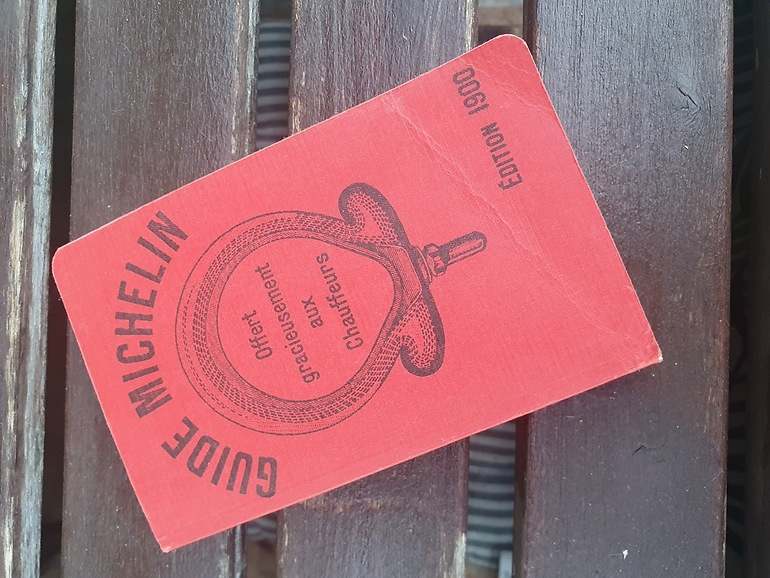 GUIDE MICHELIN
Offert
gracieusement
aux
Chauffeurs
ÉDITION 1900